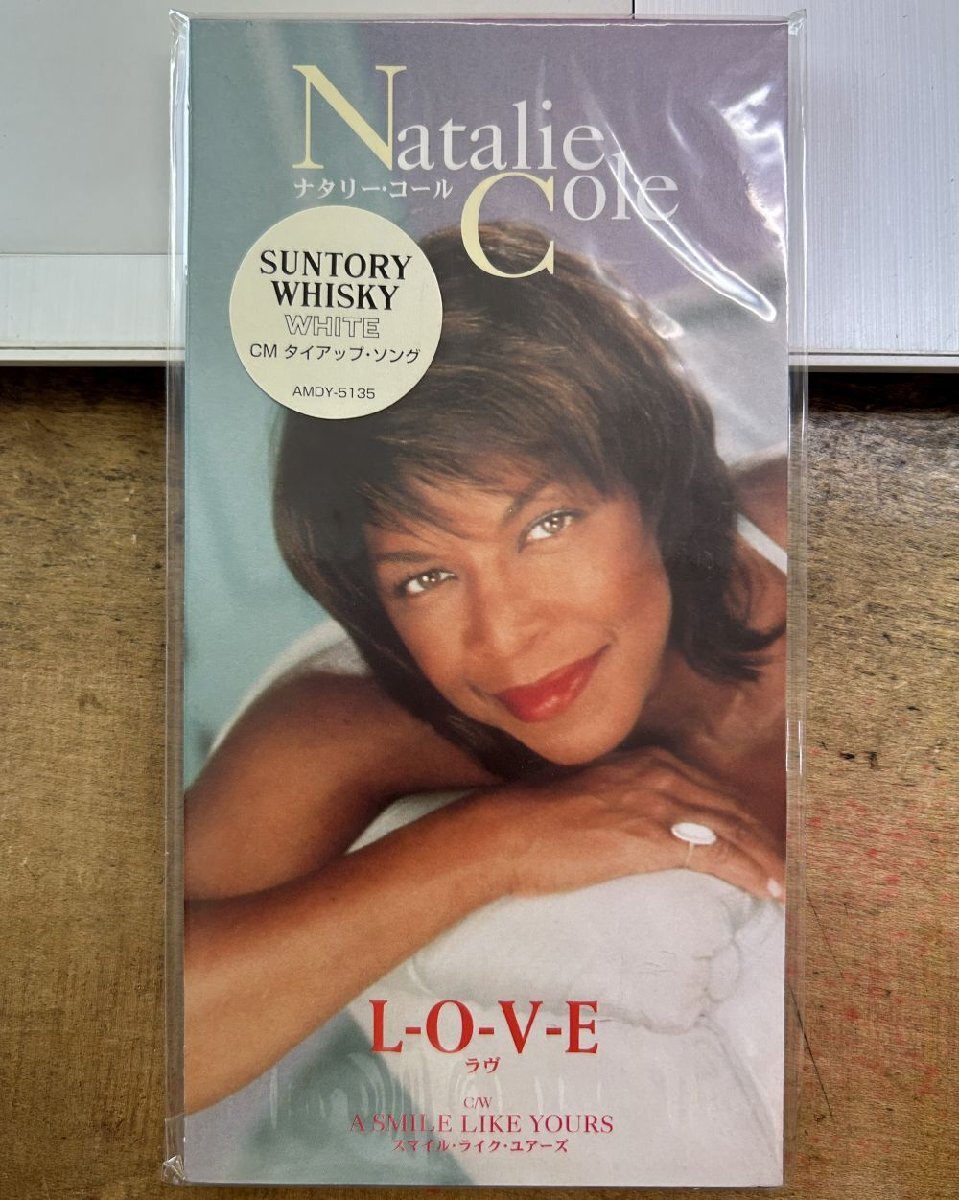 Natalie
Cole
ナタリー・コール
SUNTORY
WHISKY
WHITE
CM タイアップ・ソング
AMDY-5135
L-O-V-E
ラヴ
C/W
A SMILE LIKE YOURS
スマイル・ライク・ユアーズ